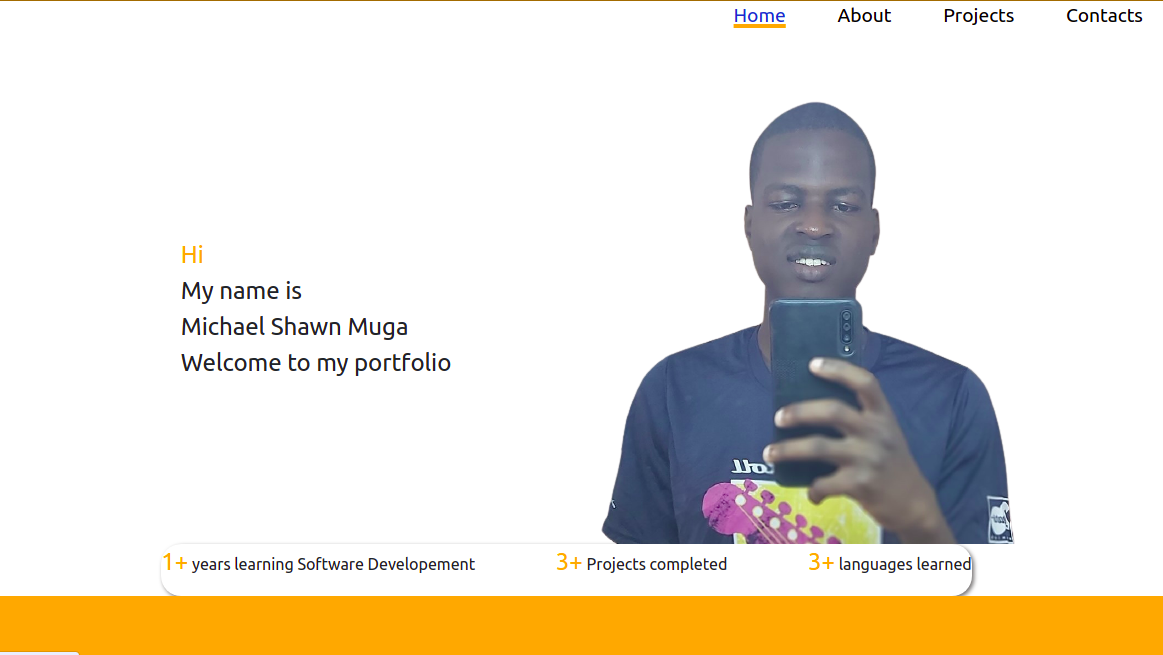 Home About Projects Contacts
Hi
My name is
Michael Shawn Muga
Welcome to my portfolio
1+ years learning Software Developement 3+ Projects completed 3+ languages learned